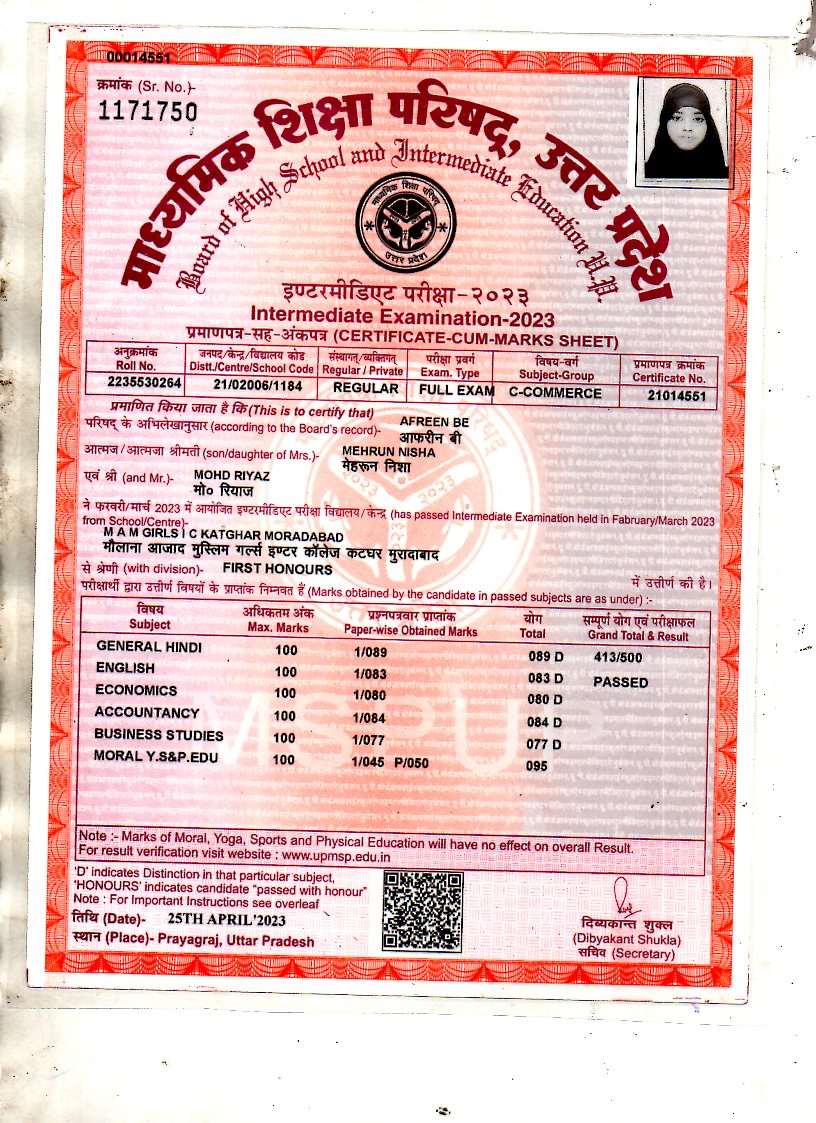 00014551
क्रमांक (Sr. No.)-
1171750
माध्यमिक शिक्षा परिषद्, उत्तर प्रदेश
Board of High School and Intermediate Education U.P.
माध्यमिक शिक्षा परिषद्
उत्तर प्रदेश
इण्टरमीडिएट परीक्षा-२०२३
Intermediate Examination-2023
प्रमाणपत्र-सह-अंकपत्र (CERTIFICATE-CUM-MARKS SHEET)
अनुक्रमांक जनपद/केन्द्र/विद्यालय कोड संस्थागत/व्यक्तिगत् परीक्षा प्रवर्ग विषय-वर्ग प्रमाणपत्र क्रमांक
Roll No. Distt./Centre/School Code Regular / Private Exam. Type Subject-Group Certificate No.
2235530264 21/02006/1184 REGULAR FULL EXAM C-COMMERCE 21014551
प्रमाणित किया जाता है कि (This is to certify that)
परिषद् के अभिलेखानुसार (according to the Board's record)- AFREEN BE
आफरीन बी
आत्मज/आत्मजा श्रीमती (son/daughter of Mrs.)- MEHRUN NISHA
मेहरून निशा
एवं श्री (and Mr.)- MOHD RIYAZ
मो० रियाज
ने फरवरी/मार्च 2023 में आयोजित इण्टरमीडिएट परीक्षा विद्यालय/केन्द्र (has passed Intermediate Examination held in Fabruary/March 2023
from School/Centre)-
M A M GIRLS I C KATGHAR MORADABAD
मौलाना आजाद मुस्लिम गर्ल्स इण्टर कॉलेज कटघर मुरादाबाद
से श्रेणी (with division)- FIRST HONOURS में उत्तीर्ण की है।
परीक्षार्थी द्वारा उत्तीर्ण विषयों के प्राप्तांक निम्नवत हैं (Marks obtained by the candidate in passed subjects are as under) :-
विषय अधिकतम अंक प्रश्नपत्रवार प्राप्तांक योग सम्पूर्ण योग एवं परीक्षाफल
Subject Max. Marks Paper-wise Obtained Marks Total Grand Total & Result
GENERAL HINDI 100 1/089 089 D 413/500
ENGLISH 100 1/083 083 D PASSED
ECONOMICS 100 1/080 080 D
ACCOUNTANCY 100 1/084 084 D
BUSINESS STUDIES 100 1/077 077 D
MORAL Y.S&P.EDU 100 1/045 P/050 095
MSPUP
Note :- Marks of Moral, Yoga, Sports and Physical Education will have no effect on overall Result.
For result verification visit website : www.upmsp.edu.in
'D' indicates Distinction in that particular subject,
'HONOURS' indicates candidate "passed with honour"
Note : For Important Instructions see overleaf
तिथि (Date)- 25TH APRIL'2023
स्थान (Place)- Prayagraj, Uttar Pradesh
दिव्यकान्त शुक्ल
(Dibyakant Shukla)
सचिव (Secretary)